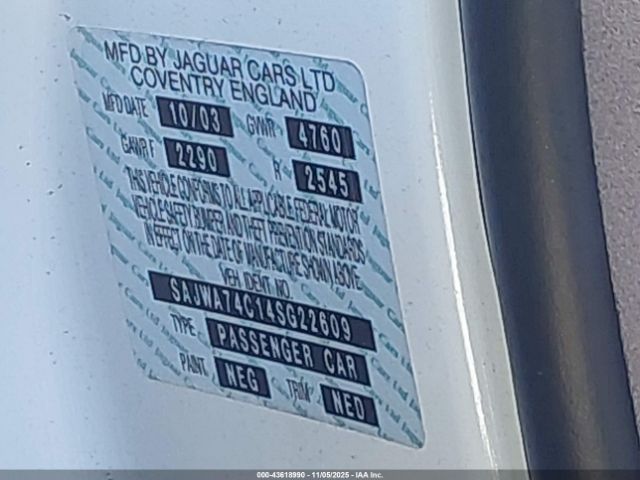 MFD BY JAGUAR CARS LTD
COVENTRY ENGLAND
MFD DATE 10/03 GVWR 4760
GAWR F 2290 R 2545
THIS VEHICLE CONFORMS TO ALL APPLICABLE FEDERAL MOTOR
VEHICLE SAFETY BUMPER AND THEFT PREVENTION STANDARDS
IN EFFECT ON THE DATE OF MANUFACTURE SHOWN ABOVE
VEH. IDENT. NO.
SAJWA74C14SG22609
TYPE PASSENGER CAR
PAINT NEG TRIM NED
000-43618990 - 11/05/2025 - IAA Inc.